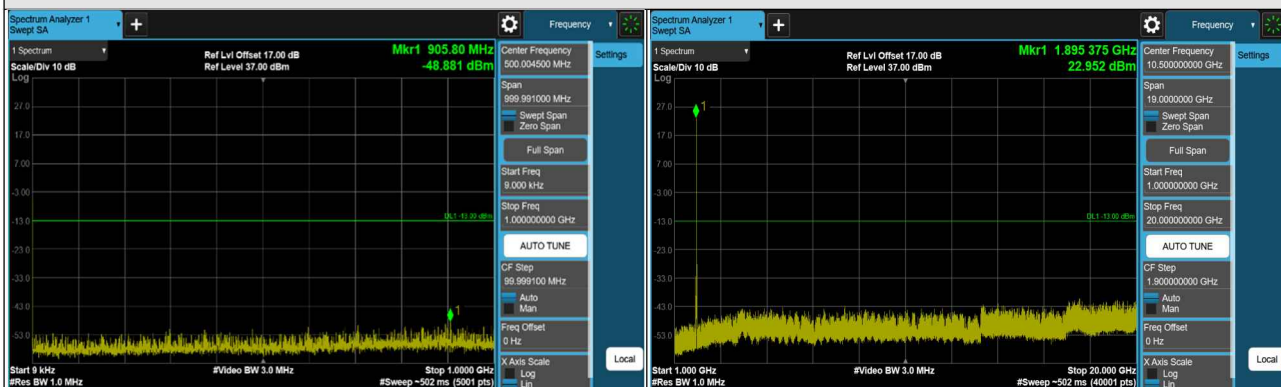 Spectrum Analyzer 1
Swept SA
+
Frequency
1 Spectrum
Scale/Div 10 dB
Log
Ref Lvl Offset 17.00 dB
Ref Level 37.00 dBm
Mkr1 905.80 MHz
-48.881 dBm
27.0
17.0
7.00
-3.00
-13.0
-23.0
-33.0
-43.0
-53.0
DL1 -13.00 dBm
1
Start 9 kHz
#Res BW 1.0 MHz
#Video BW 3.0 MHz
Stop 1.0000 GHz
#Sweep ~502 ms (5001 pts)
Center Frequency
500.004500 MHz
Span
999.991000 MHz
Swept Span
Zero Span
Full Span
Start Freq
9.000 kHz
Stop Freq
1.000000000 GHz
AUTO TUNE
CF Step
99.999100 MHz
Auto
Man
Freq Offset
0 Hz
X Axis Scale
Log
Lin
Settings
Local
Spectrum Analyzer 1
Swept SA
+
Frequency
1 Spectrum
Scale/Div 10 dB
Log
Ref Lvl Offset 17.00 dB
Ref Level 37.00 dBm
Mkr1 1.895 375 GHz
22.952 dBm
27.0
17.0
7.00
-3.00
-13.0
-23.0
-33.0
-43.0
-53.0
DL1 -13.00 dBm
1
Start 1.000 GHz
#Res BW 1.0 MHz
#Video BW 3.0 MHz
Stop 20.000 GHz
#Sweep ~502 ms (40001 pts)
Center Frequency
10.500000000 GHz
Span
19.0000000 GHz
Swept Span
Zero Span
Full Span
Start Freq
1.000000000 GHz
Stop Freq
20.000000000 GHz
AUTO TUNE
CF Step
1.900000000 GHz
Auto
Man
Freq Offset
0 Hz
X Axis Scale
Log
Lin
Settings
Local